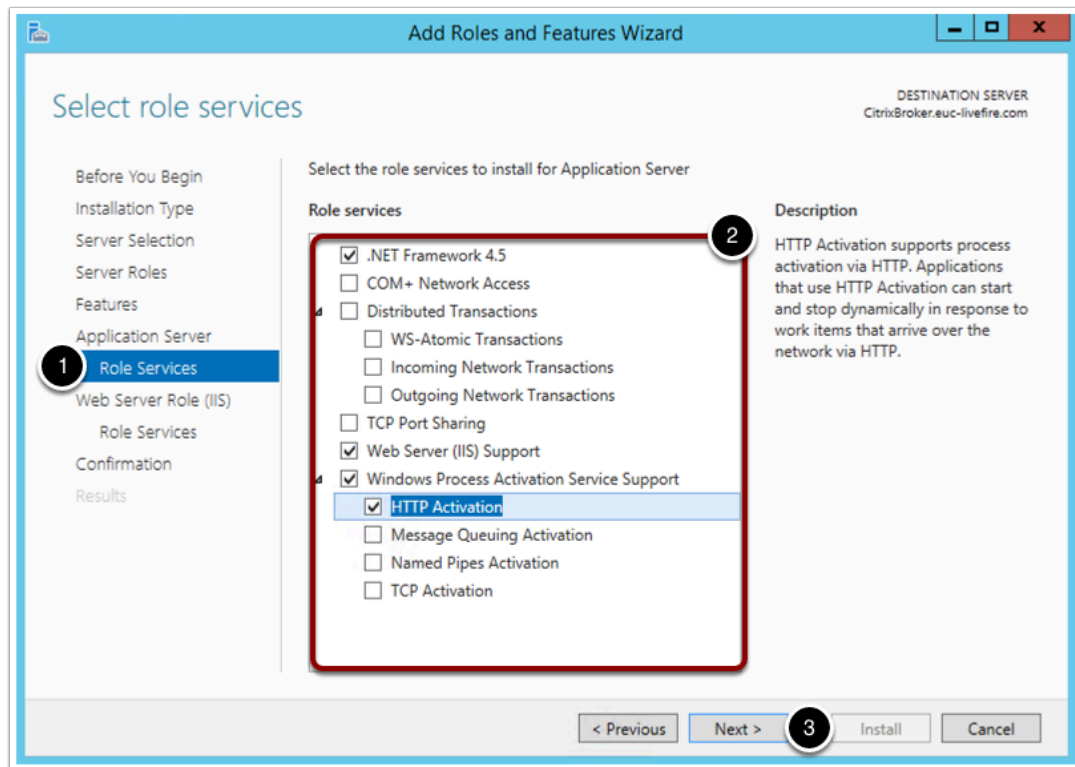 Add Roles and Features Wizard
Select role services
DESTINATION SERVER
CitrixBroker.euc-livefire.com
Before You Begin
Installation Type
Server Selection
Server Roles
Features
Application Server
1
Role Services
Web Server Role (IIS)
Role Services
Confirmation
Results
Select the role services to install for Application Server
Role services
2
.NET Framework 4.5
COM+ Network Access
Distributed Transactions
WS-Atomic Transactions
Incoming Network Transactions
Outgoing Network Transactions
TCP Port Sharing
Web Server (IIS) Support
Windows Process Activation Service Support
HTTP Activation
Message Queuing Activation
Named Pipes Activation
TCP Activation
Description
HTTP Activation supports process
activation via HTTP. Applications
that use HTTP Activation can start
and stop dynamically in response to
work items that arrive over the
network via HTTP.
< Previous
Next >
3
Install
Cancel